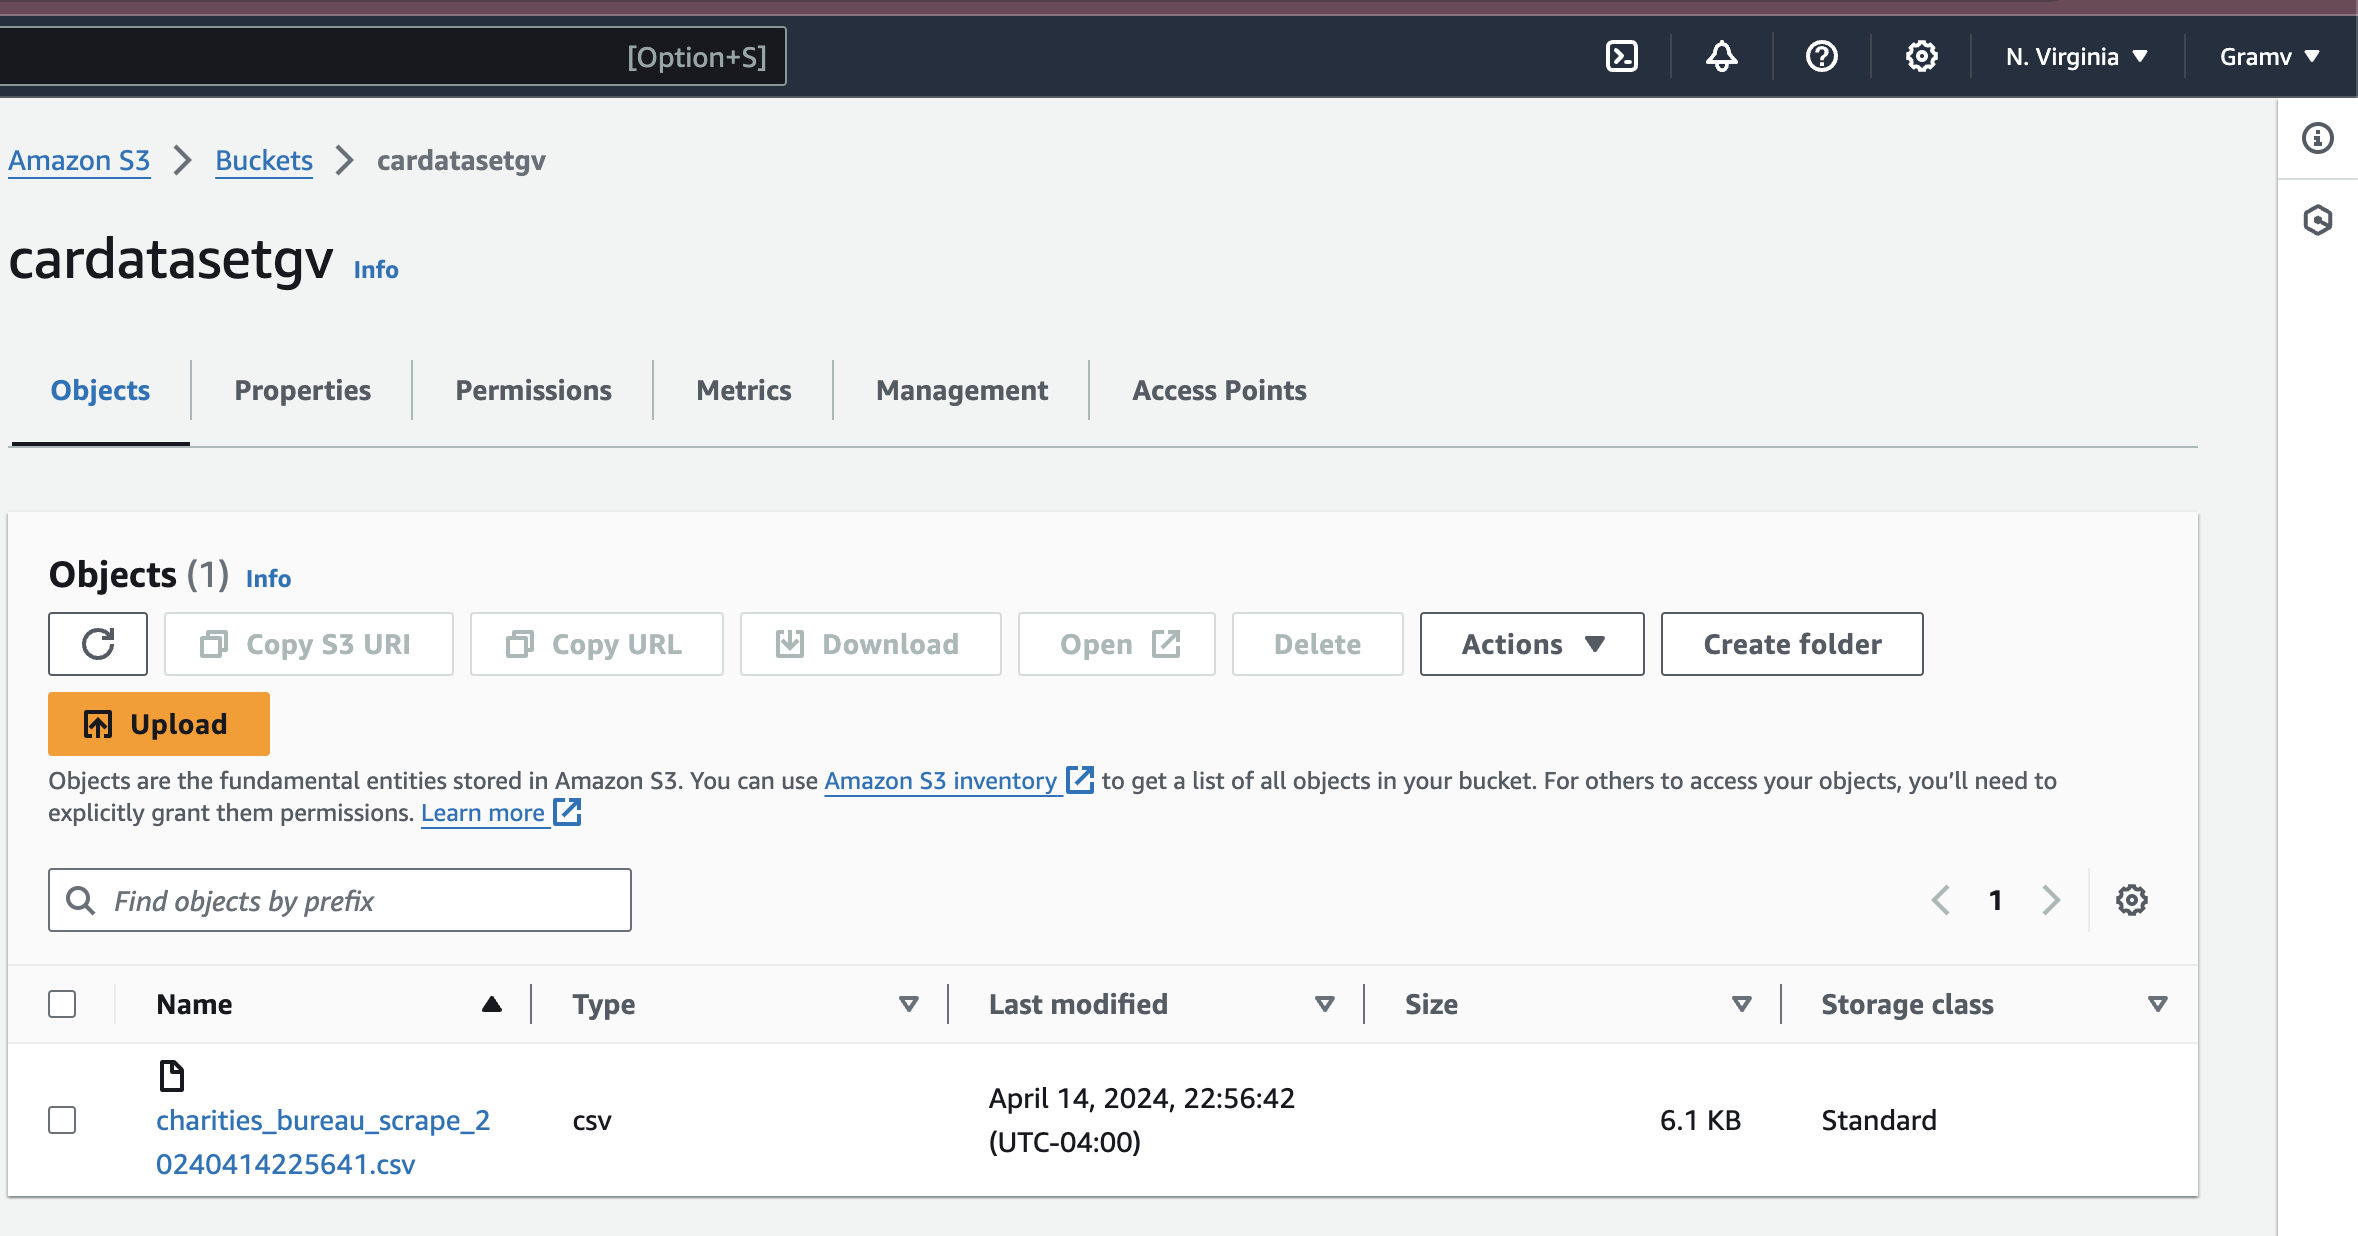 [Option+S]
N. Virginia
Gramv
Amazon S3
Buckets
cardatasetgv
cardatasetgv
Info
Objects
Properties
Permissions
Metrics
Management
Access Points
Objects (1)
Info
Copy S3 URI
Copy URL
Download
Open
Delete
Actions
Create folder
Upload
Objects are the fundamental entities stored in Amazon S3. You can use Amazon S3 inventory to get a list of all objects in your bucket. For others to access your objects, you’ll need to
explicitly grant them permissions. Learn more
Find objects by prefix
1
Name
Type
Last modified
Size
Storage class
charities_bureau_scrape_2
0240414225641.csv
csv
April 14, 2024, 22:56:42
(UTC-04:00)
6.1 KB
Standard